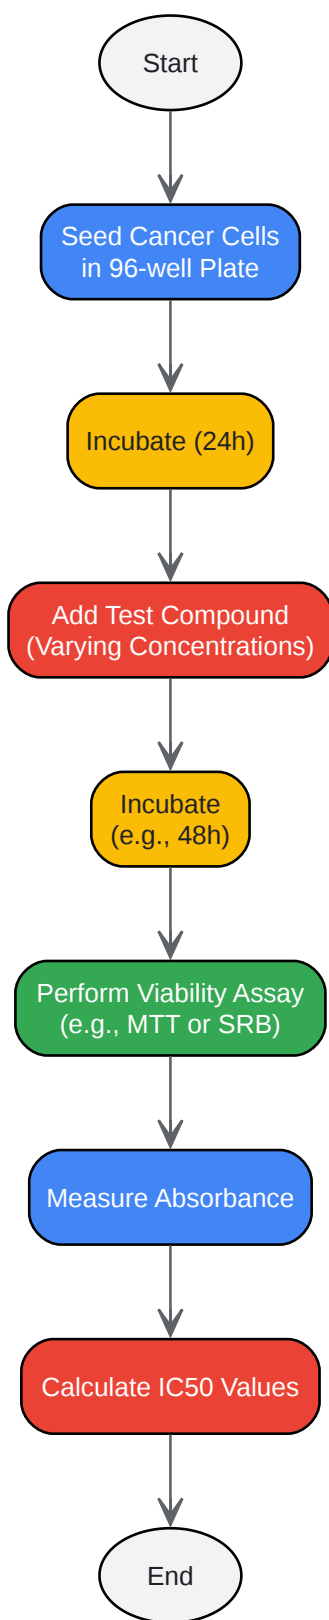 Start
Seed Cancer Cells
in 96-well Plate
Incubate (24h)
Add Test Compound
(Varying Concentrations)
Incubate
(e.g., 48h)
Perform Viability Assay
(e.g., MTT or SRB)
Measure Absorbance
Calculate IC50 Values
End